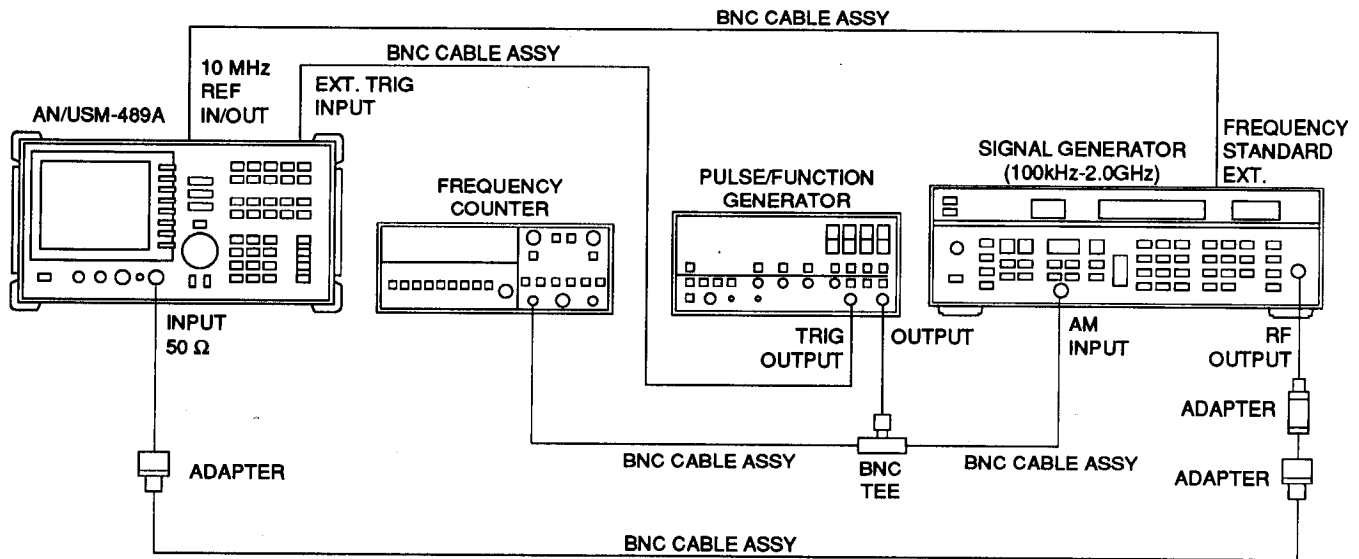 BNC CABLE ASSY
BNC CABLE ASSY
10 MHz
REF
IN/OUT
EXT. TRIG
INPUT
AN/USM-489A
FREQUENCY
COUNTER
PULSE/FUNCTION
GENERATOR
SIGNAL GENERATOR
(100kHz-2.0GHz)
FREQUENCY
STANDARD
EXT.
INPUT
50 Ω
TRIG
OUTPUT
OUTPUT
AM
INPUT
RF
OUTPUT
ADAPTER
ADAPTER
BNC CABLE ASSY
BNC
TEE
BNC CABLE ASSY
ADAPTER
BNC CABLE ASSY